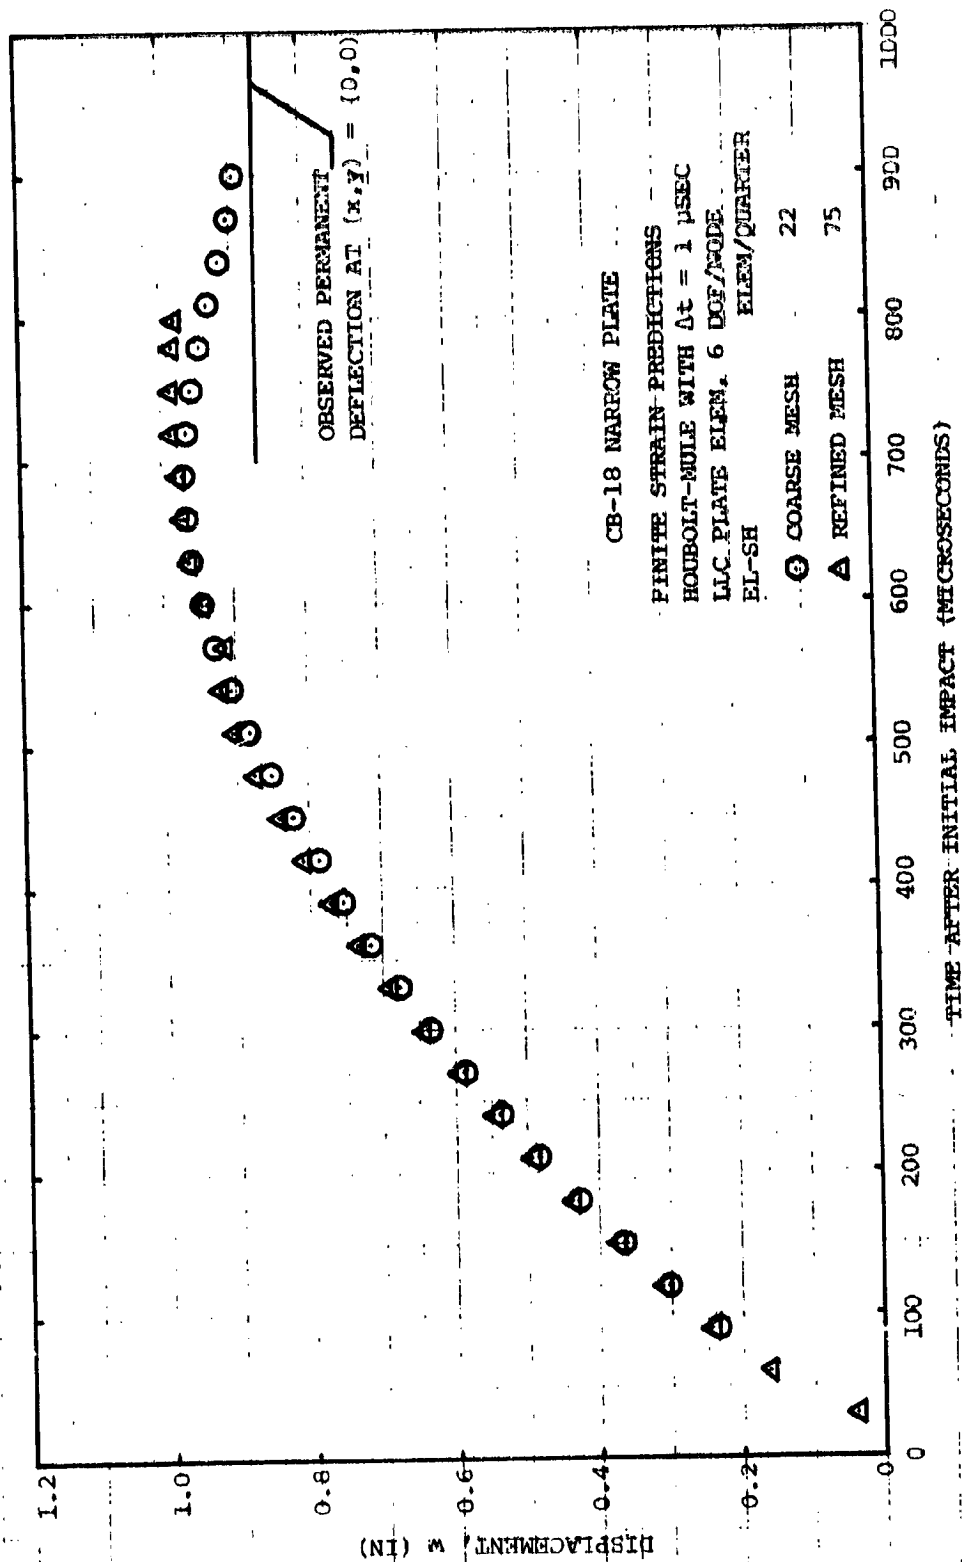 1.2
1.0
0.8
0.6
0.4
0.2
0
DISPLACEMENT, w (IN)
0
100
200
300
400
500
600
700
800
900
1000
TIME AFTER INITIAL IMPACT (MICROSECONDS)
OBSERVED PERMANENT
DEFLECTION AT (x,y) = (0,0)
CB-18 NARROW PLATE
FINITE STRAIN PREDICTIONS
HOUBOLT-MULE WITH Δt = 1 μSEC
LLC PLATE ELEM, 6 DOF/NODE
EL-SH ELEM/QUARTER
COARSE MESH 22
REFINED MESH 75